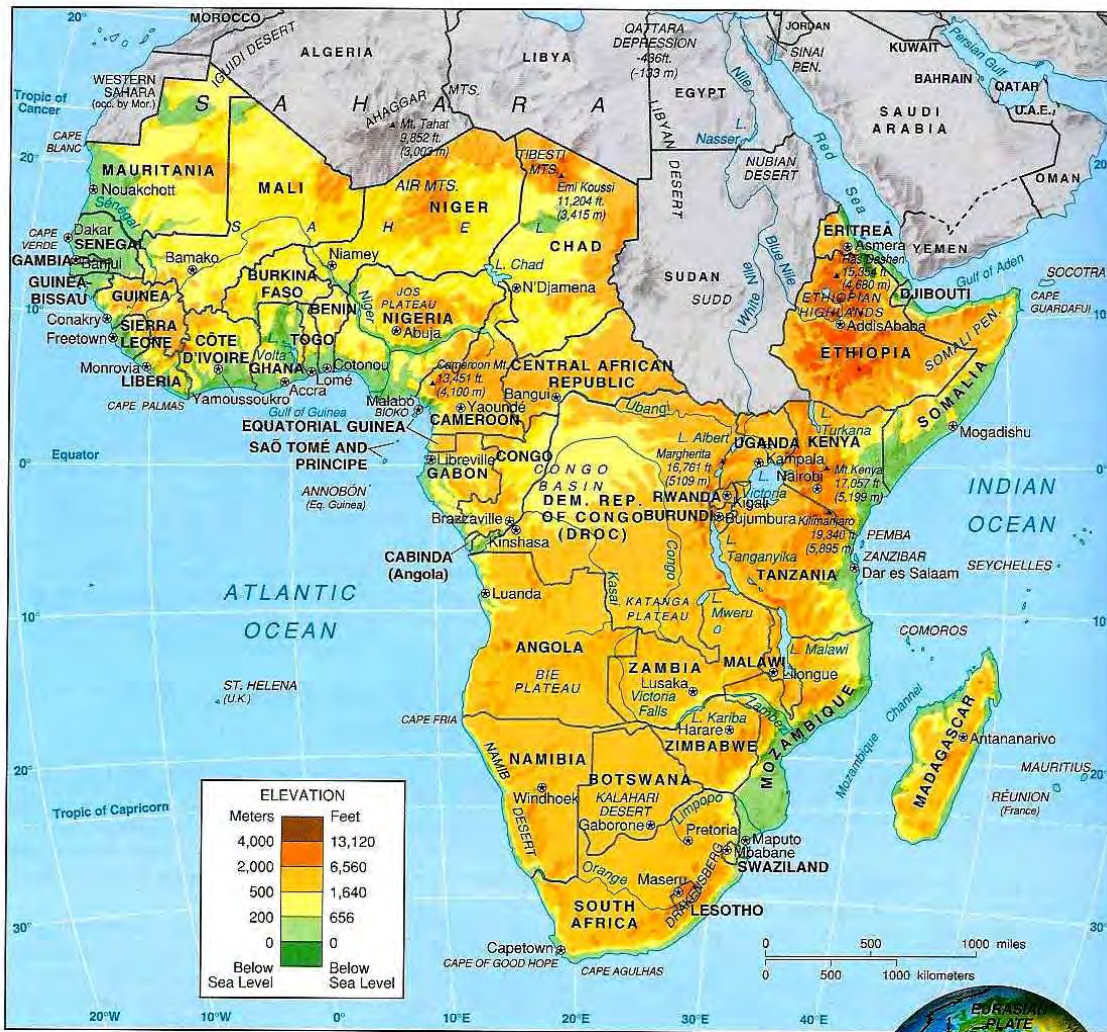 MOROCCO
ALGERIA
LIBYA
QATTARA
DEPRESSION
-436ft.
(-133 m)
JORDAN
SINAI
PEN.
KUWAIT
Persian Gulf
BAHRAIN
QATAR
U.A.E.
IGUIDI DESERT
WESTERN
SAHARA
(occ. by Mor.)
Tropic of
Cancer
SAHARA
AHAGGAR
MTS.
Mt. Tahat
9,852 ft.
(3,003 m)
LIBYAN
DESERT
EGYPT
Nile
L.
Nasser
Red
Sea
SAUDI
ARABIA
CAPE
BLANC
20°
20°
MAURITANIA
Nouakchott
MALI
AIR MTS.
NIGER
TIBESTI
MTS.
Emi Koussi
11,204 ft.
(3,415 m)
NUBIAN
DESERT
OMAN
YEMEN
Sénégal
SAHEL
CHAD
ERITREA
Asmera
Ras Dashen
15,354 ft.
(4,680 m)
CAPE
VERDE
Dakar
SENEGAL
GAMBIA
Banjul
Bamako
Niamey
L. Chad
N'Djamena
SUDAN
SUDD
White
Nile
Blue Nile
Gulf of Aden
SOCOTRA
GUINEA-
BISSAU
GUINEA
BURKINA
FASO
BENIN
Niger
JOS
PLATEAU
NIGERIA
Abuja
DJIBOUTI
CAPE
GUARDAFUI
ETHIOPIAN
HIGHLANDS
AddisAbaba
10°
10°
Conakry
Freetown
SIERRA
LEONE
CÔTE
D'IVOIRE
L.
Volta
GHANA
TOGO
Cotonou
Lomé
Accra
Cameroon Mt.
13,451 ft.
(4,100 m)
CENTRAL AFRICAN
REPUBLIC
Bangui
ETHIOPIA
SOMALI PEN.
SOMALIA
Monrovia
LIBERIA
CAPE PALMAS
Yamoussoukro
Gulf of Guinea
Malabo
BIOKO
Yaoundé
CAMEROON
Ubangi
L.
Turkana
Mogadishu
EQUATORIAL GUINEA
SAÕ TOMÉ AND
PRINCIPE
Equator
0°
0°
Libreville
GABON
CONGO
CONGO
BASIN
DEM. REP.
OF CONGO
(DROC)
L. Albert
Margherita
16,761 ft
(5109 m)
UGANDA
Kampala
KENYA
L.
Victoria
Nairobi
Mt. Kenya
17,057 ft
(5,199 m)
RWANDA
Kigali
BURUNDI
Bujumbura
Kilimanjaro
19,340 ft
(5,895 m)
INDIAN
OCEAN
ANNOBÓN
(Eq. Guinea)
Brazzaville
Kinshasa
CABINDA
(Angola)
Kasai
Congo
L.
Tanganyika
TANZANIA
PEMBA
ZANZIBAR
Dar es Salaam
SEYCHELLES
ATLANTIC
OCEAN
Luanda
KATANGA
PLATEAU
L.
Mweru
10°
10°
COMOROS
ANGOLA
BIE
PLATEAU
ZAMBIA
Lusaka
Victoria
Falls
MALAWI
Lilongue
L. Malawi
ST. HELENA
(U.K.)
CAPE FRIA
L. Kariba
Harare
ZIMBABWE
MOZAMBIQUE
Mozambique
Channel
MADAGASCAR
Antananarivo
MAURITIUS
RÉUNION
(France)
20°
20°
NAMIBIA
NAMIB
DESERT
Windhoek
BOTSWANA
KALAHARI
DESERT
Gaborone
Limpopo
Pretoria
Maputo
Mbabane
SWAZILAND
Tropic of Capricorn
Orange
Maseru
DRAKENSBERG
LESOTHO
SOUTH
AFRICA
30°
30°
Capetown
CAPE OF GOOD HOPE
CAPE AGULHAS
ELEVATION
Meters Feet
4,000 13,120
2,000 6,560
500 1,640
200 656
0 0
Below Below
Sea Level Sea Level
0 500 1000 miles
0 500 1000 kilometers
20°W
10°W
0°
10°E
20°E
30°E
40°E
EURASIAN
PLATE